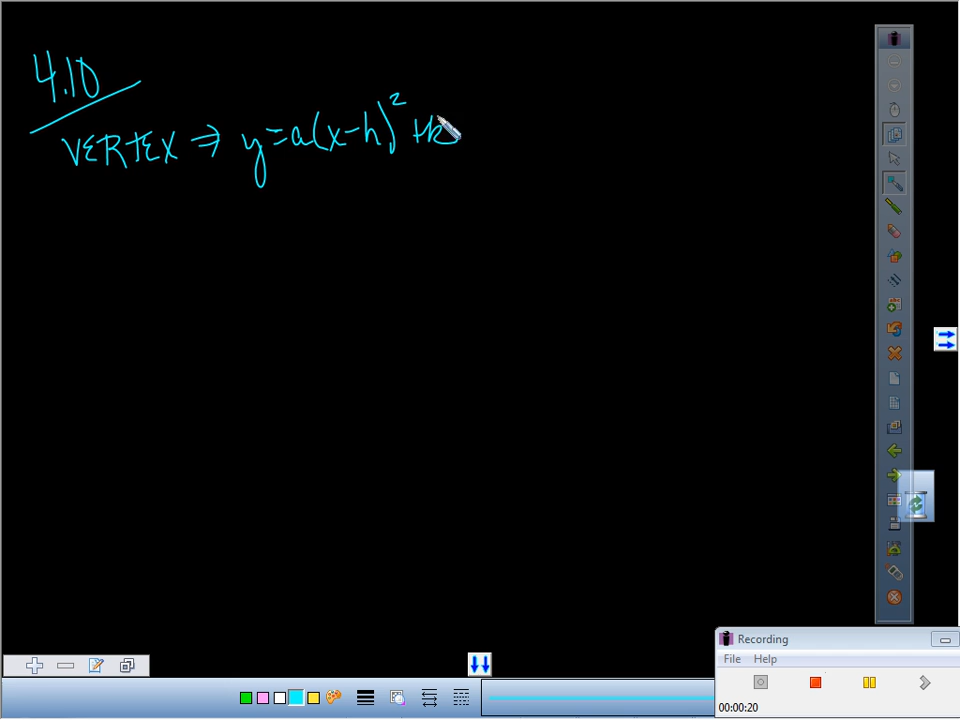 4.10
VERTEX ⇒ y=a(x-h)² +k
Recording
File Help
00:00:20